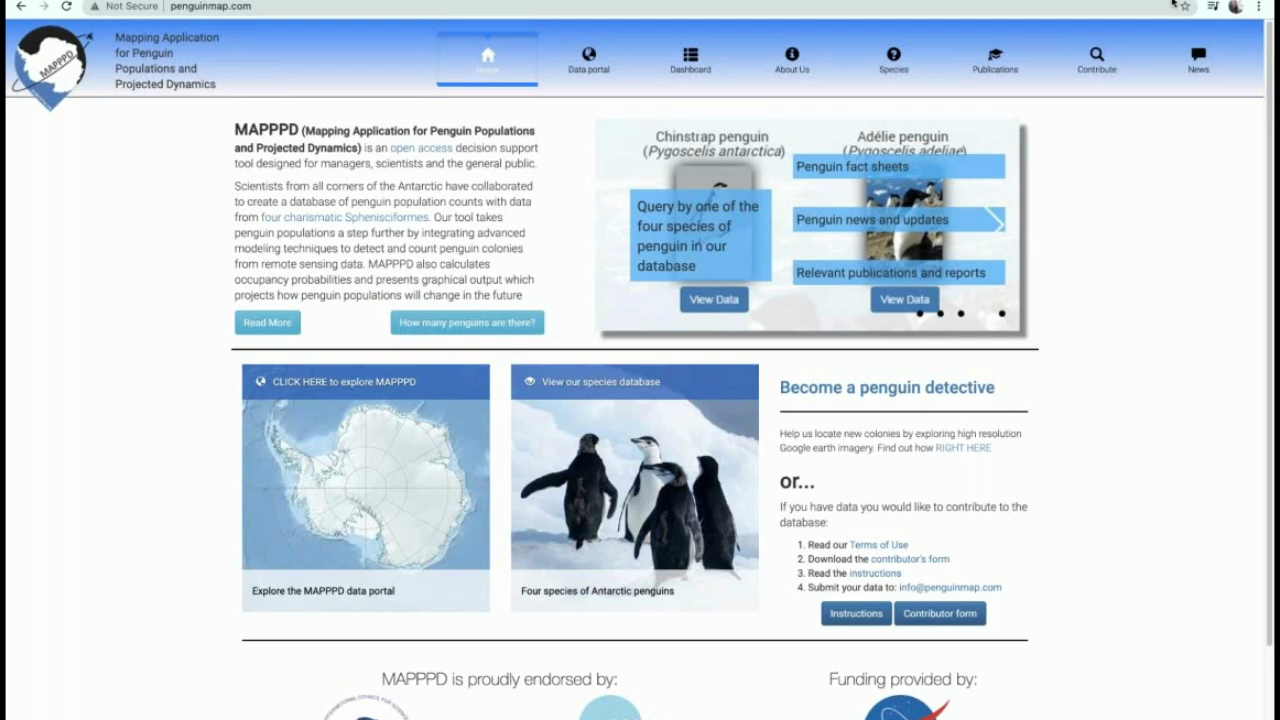 Not Secure | penguinmap.com
MAPPPD
Mapping Application
for Penguin
Populations and
Projected Dynamics
Home
Data portal
Dashboard
About Us
Species
Publications
Contribute
News
MAPPPD (Mapping Application for Penguin Populations
and Projected Dynamics) is an open access decision support
tool designed for managers, scientists and the general public.
Scientists from all corners of the Antarctic have collaborated
to create a database of penguin population counts with data
from four charismatic Sphenisciformes. Our tool takes
penguin populations a step further by integrating advanced
modeling techniques to detect and count penguin colonies
from remote sensing data. MAPPPD also calculates
occupancy probabilities and presents graphical output which
projects how penguin populations will change in the future
Read More
How many penguins are there?
Chinstrap penguin
(Pygoscelis antarctica)
Query by one of the
four species of
penguin in our
database
View Data
Adélie penguin
(Pygoscelis adeliae)
Penguin fact sheets
Penguin news and updates
Relevant publications and reports
View Data
CLICK HERE to explore MAPPPD
Explore the MAPPPD data portal
View our species database
Four species of Antarctic penguins
Become a penguin detective
Help us locate new colonies by exploring high resolution
Google earth imagery. Find out how RIGHT HERE
or...
If you have data you would like to contribute to the
database:
1. Read our Terms of Use
2. Download the contributor's form
3. Read the instructions
4. Submit your data to: info@penguinmap.com
Instructions
Contributor form
MAPPPD is proudly endorsed by:
Funding provided by: